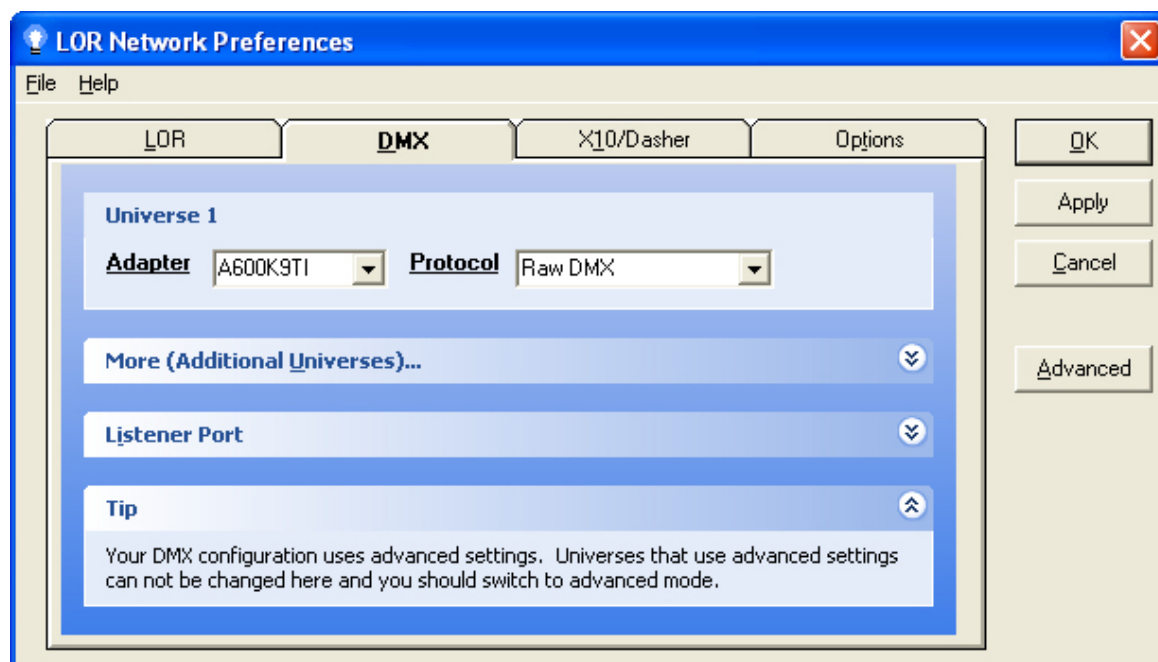 LOR Network Preferences
File Help
LOR DMX X10/Dasher Options
OK
Apply
Cancel
Advanced
Universe 1
Adapter A600K9TI Protocol Raw DMX
More (Additional Universes)...
Listener Port
Tip
Your DMX configuration uses advanced settings. Universes that use advanced settings
can not be changed here and you should switch to advanced mode.